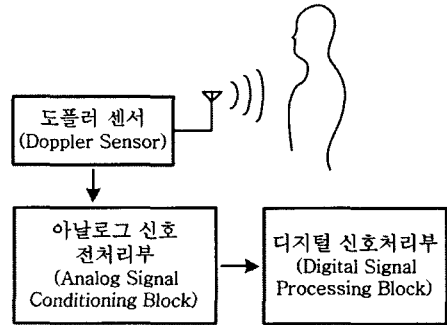 도플러 센서
(Doppler Sensor)
아날로그 신호
전처리부
(Analog Signal
Conditioning Block)
디지털 신호처리부
(Digital Signal
Processing Block)